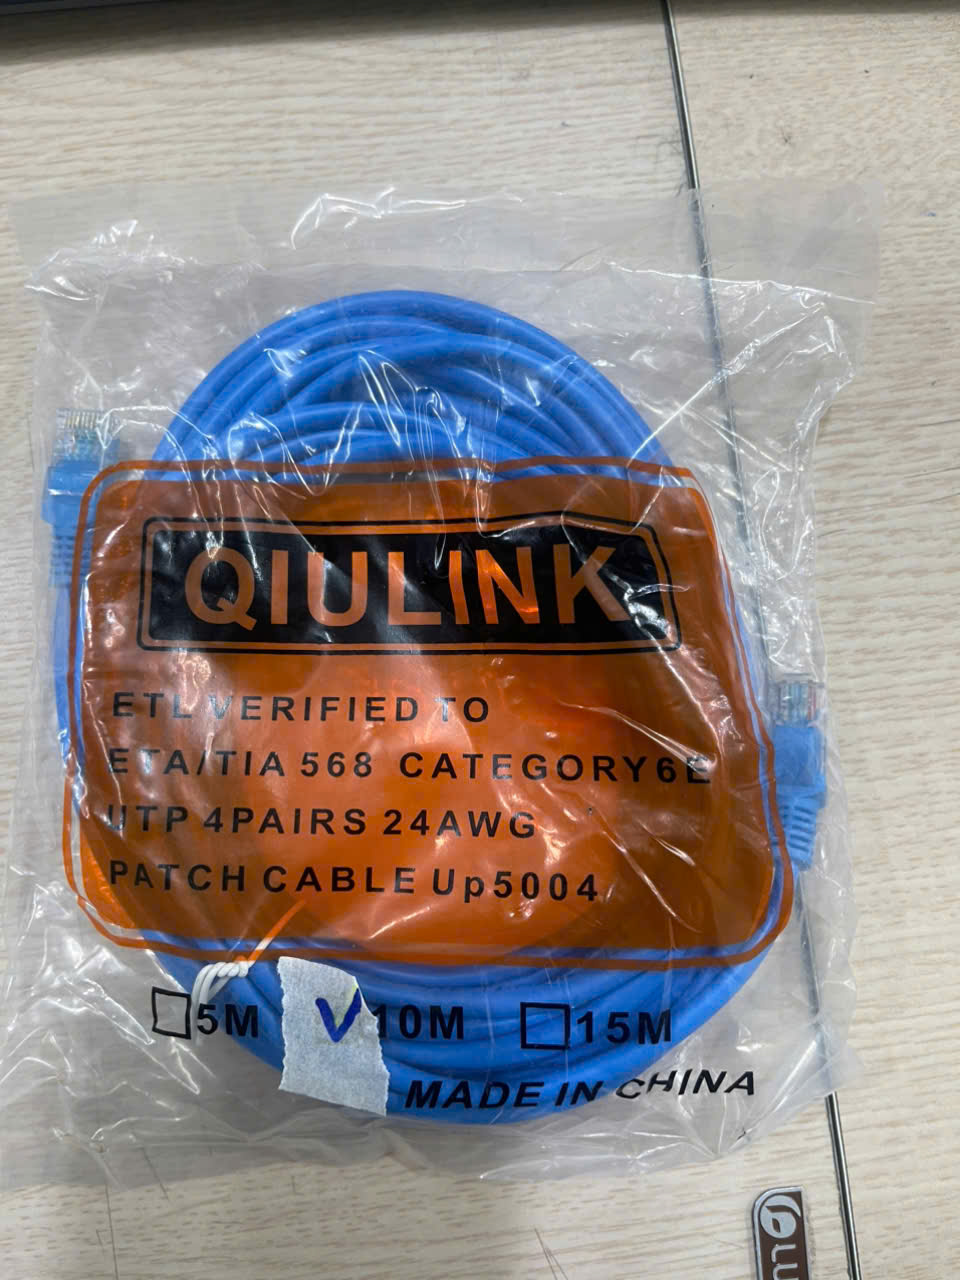 QIULINK
ETL VERIFIED TO
ETA/TIA 568 CATEGORY6E
UTP 4PAIRS 24AWG
PATCH CABLE Up5004
5M 10M 15M
MADE IN CHINA